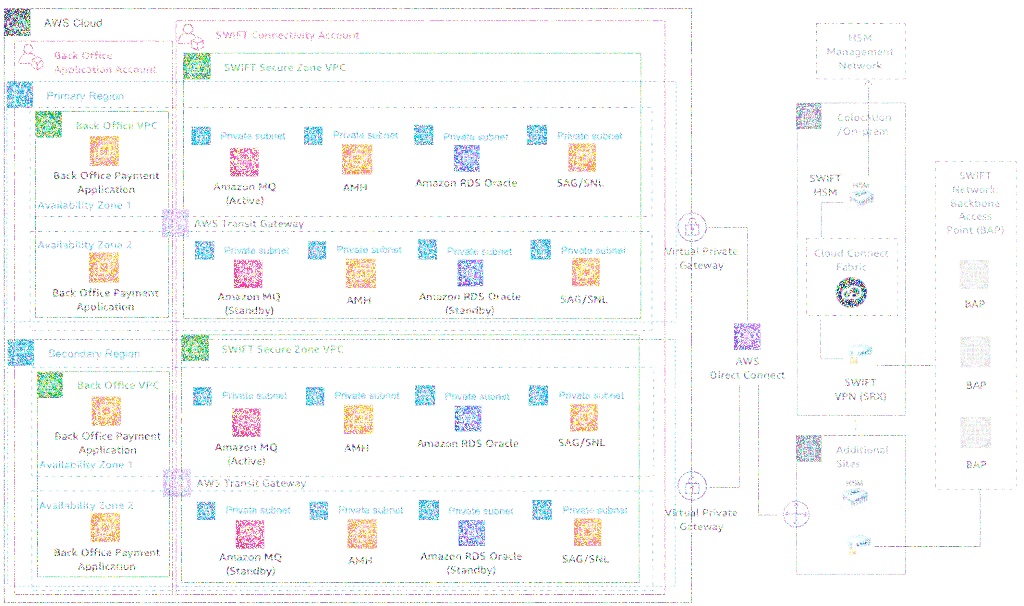 AWS Cloud
SWIFT Connectivity Account
Back Office
Application Account
SWIFT Secure Zone VPC
Primary Region
Back Office VPC
Private subnet
Private subnet
Private subnet
Private subnet
Back Office Payment
Application
Amazon MQ
(Active)
AMH
Amazon RDS Oracle
SAG/SNL
Availability Zone 1
AWS Transit Gateway
Availability Zone 2
Private subnet
Private subnet
Private subnet
Private subnet
Back Office Payment
Application
Amazon MQ
(Standby)
AMH
Amazon RDS Oracle
(Standby)
SAG/SNL
Secondary Region
SWIFT Secure Zone VPC
Back Office VPC
Private subnet
Private subnet
Private subnet
Private subnet
Back Office Payment
Application
Amazon MQ
(Active)
AMH
Amazon RDS Oracle
SAG/SNL
Availability Zone 1
AWS Transit Gateway
Availability Zone 2
Private subnet
Private subnet
Private subnet
Private subnet
Back Office Payment
Application
Amazon MQ
(Standby)
AMH
Amazon RDS Oracle
(Standby)
SAG/SNL
Virtual Private
Gateway
AWS
Direct Connect
Virtual Private
Gateway
HSM
Management
Network
Colocation
/On-prem
SWIFT
HSM
HSM
Cloud Connect
Fabric
SWIFT
VPN (SRX)
Additional
Sites
HSM
SWIFT
Network
Backbone
Access
Point (BAP)
BAP
BAP
BAP